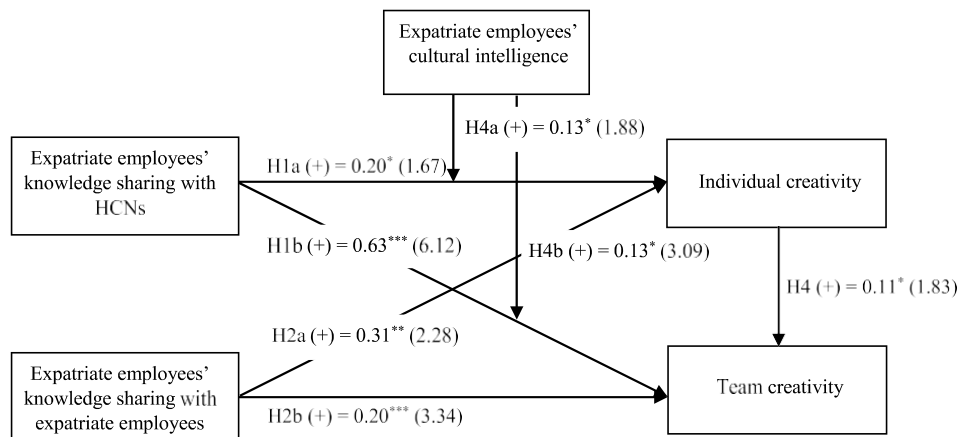 Expatriate employees’
cultural intelligence
H4a (+) = 0.13* (1.88)
Expatriate employees’
knowledge sharing with
HCNs
H1a (+) = 0.20* (1.67)
Individual creativity
H1b (+) = 0.63*** (6.12)
H4b (+) = 0.13* (3.09)
H4 (+) = 0.11* (1.83)
H2a (+) = 0.31** (2.28)
Expatriate employees’
knowledge sharing with
expatriate employees
Team creativity
H2b (+) = 0.20*** (3.34)